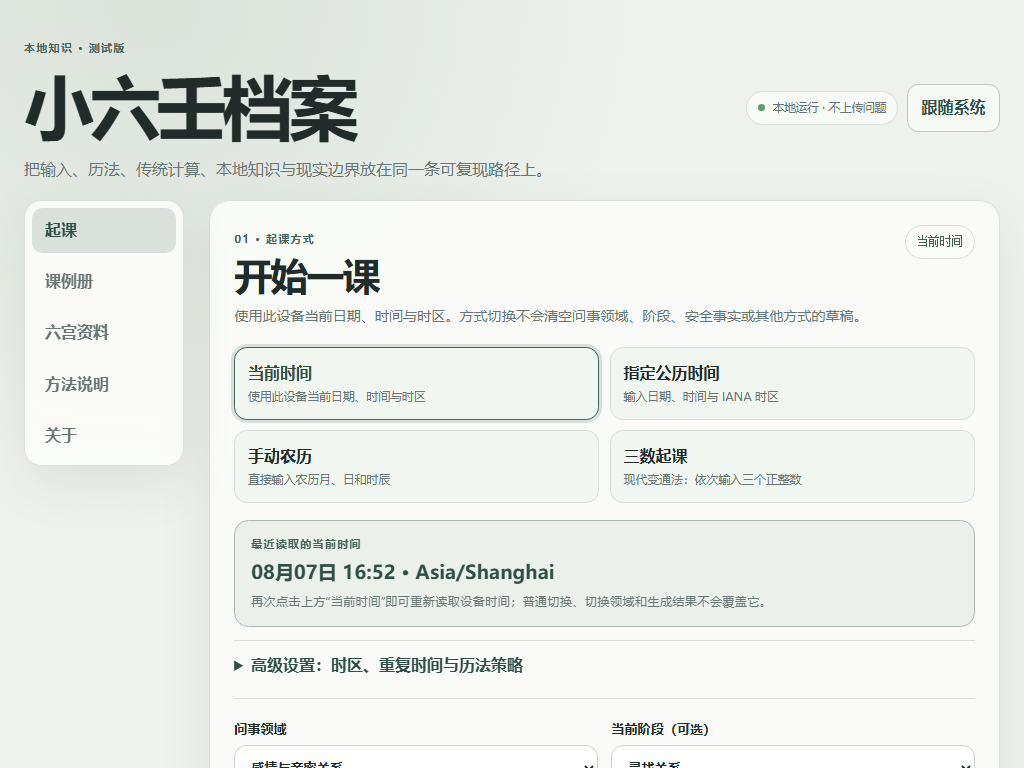 本地知识 • 测试版
小六壬档案
把输入、历法、传统计算、本地知识与现实边界放在同一条可复现路径上。
本地运行 · 不上传问题
跟随系统
起课
课例册
六宫资料
方法说明
关于
01 • 起课方式
开始一课
当前时间
使用此设备当前日期、时间与时区。方式切换不会清空问事领域、阶段、安全事实或其他方式的草稿。
当前时间
使用此设备当前日期、时间与时区
指定公历时间
输入日期、时间与 IANA 时区
手动农历
直接输入农历月、日和时辰
三数起课
现代变通法：依次输入三个正整数
最近读取的当前时间
08月07日 16:52 • Asia/Shanghai
再次点击上方“当前时间”即可重新读取设备时间；普通切换、切换领域和生成结果不会覆盖它。
高级设置：时区、重复时间与历法策略
问事领域
当前阶段（可选）
感情与亲密关系
寻找关系